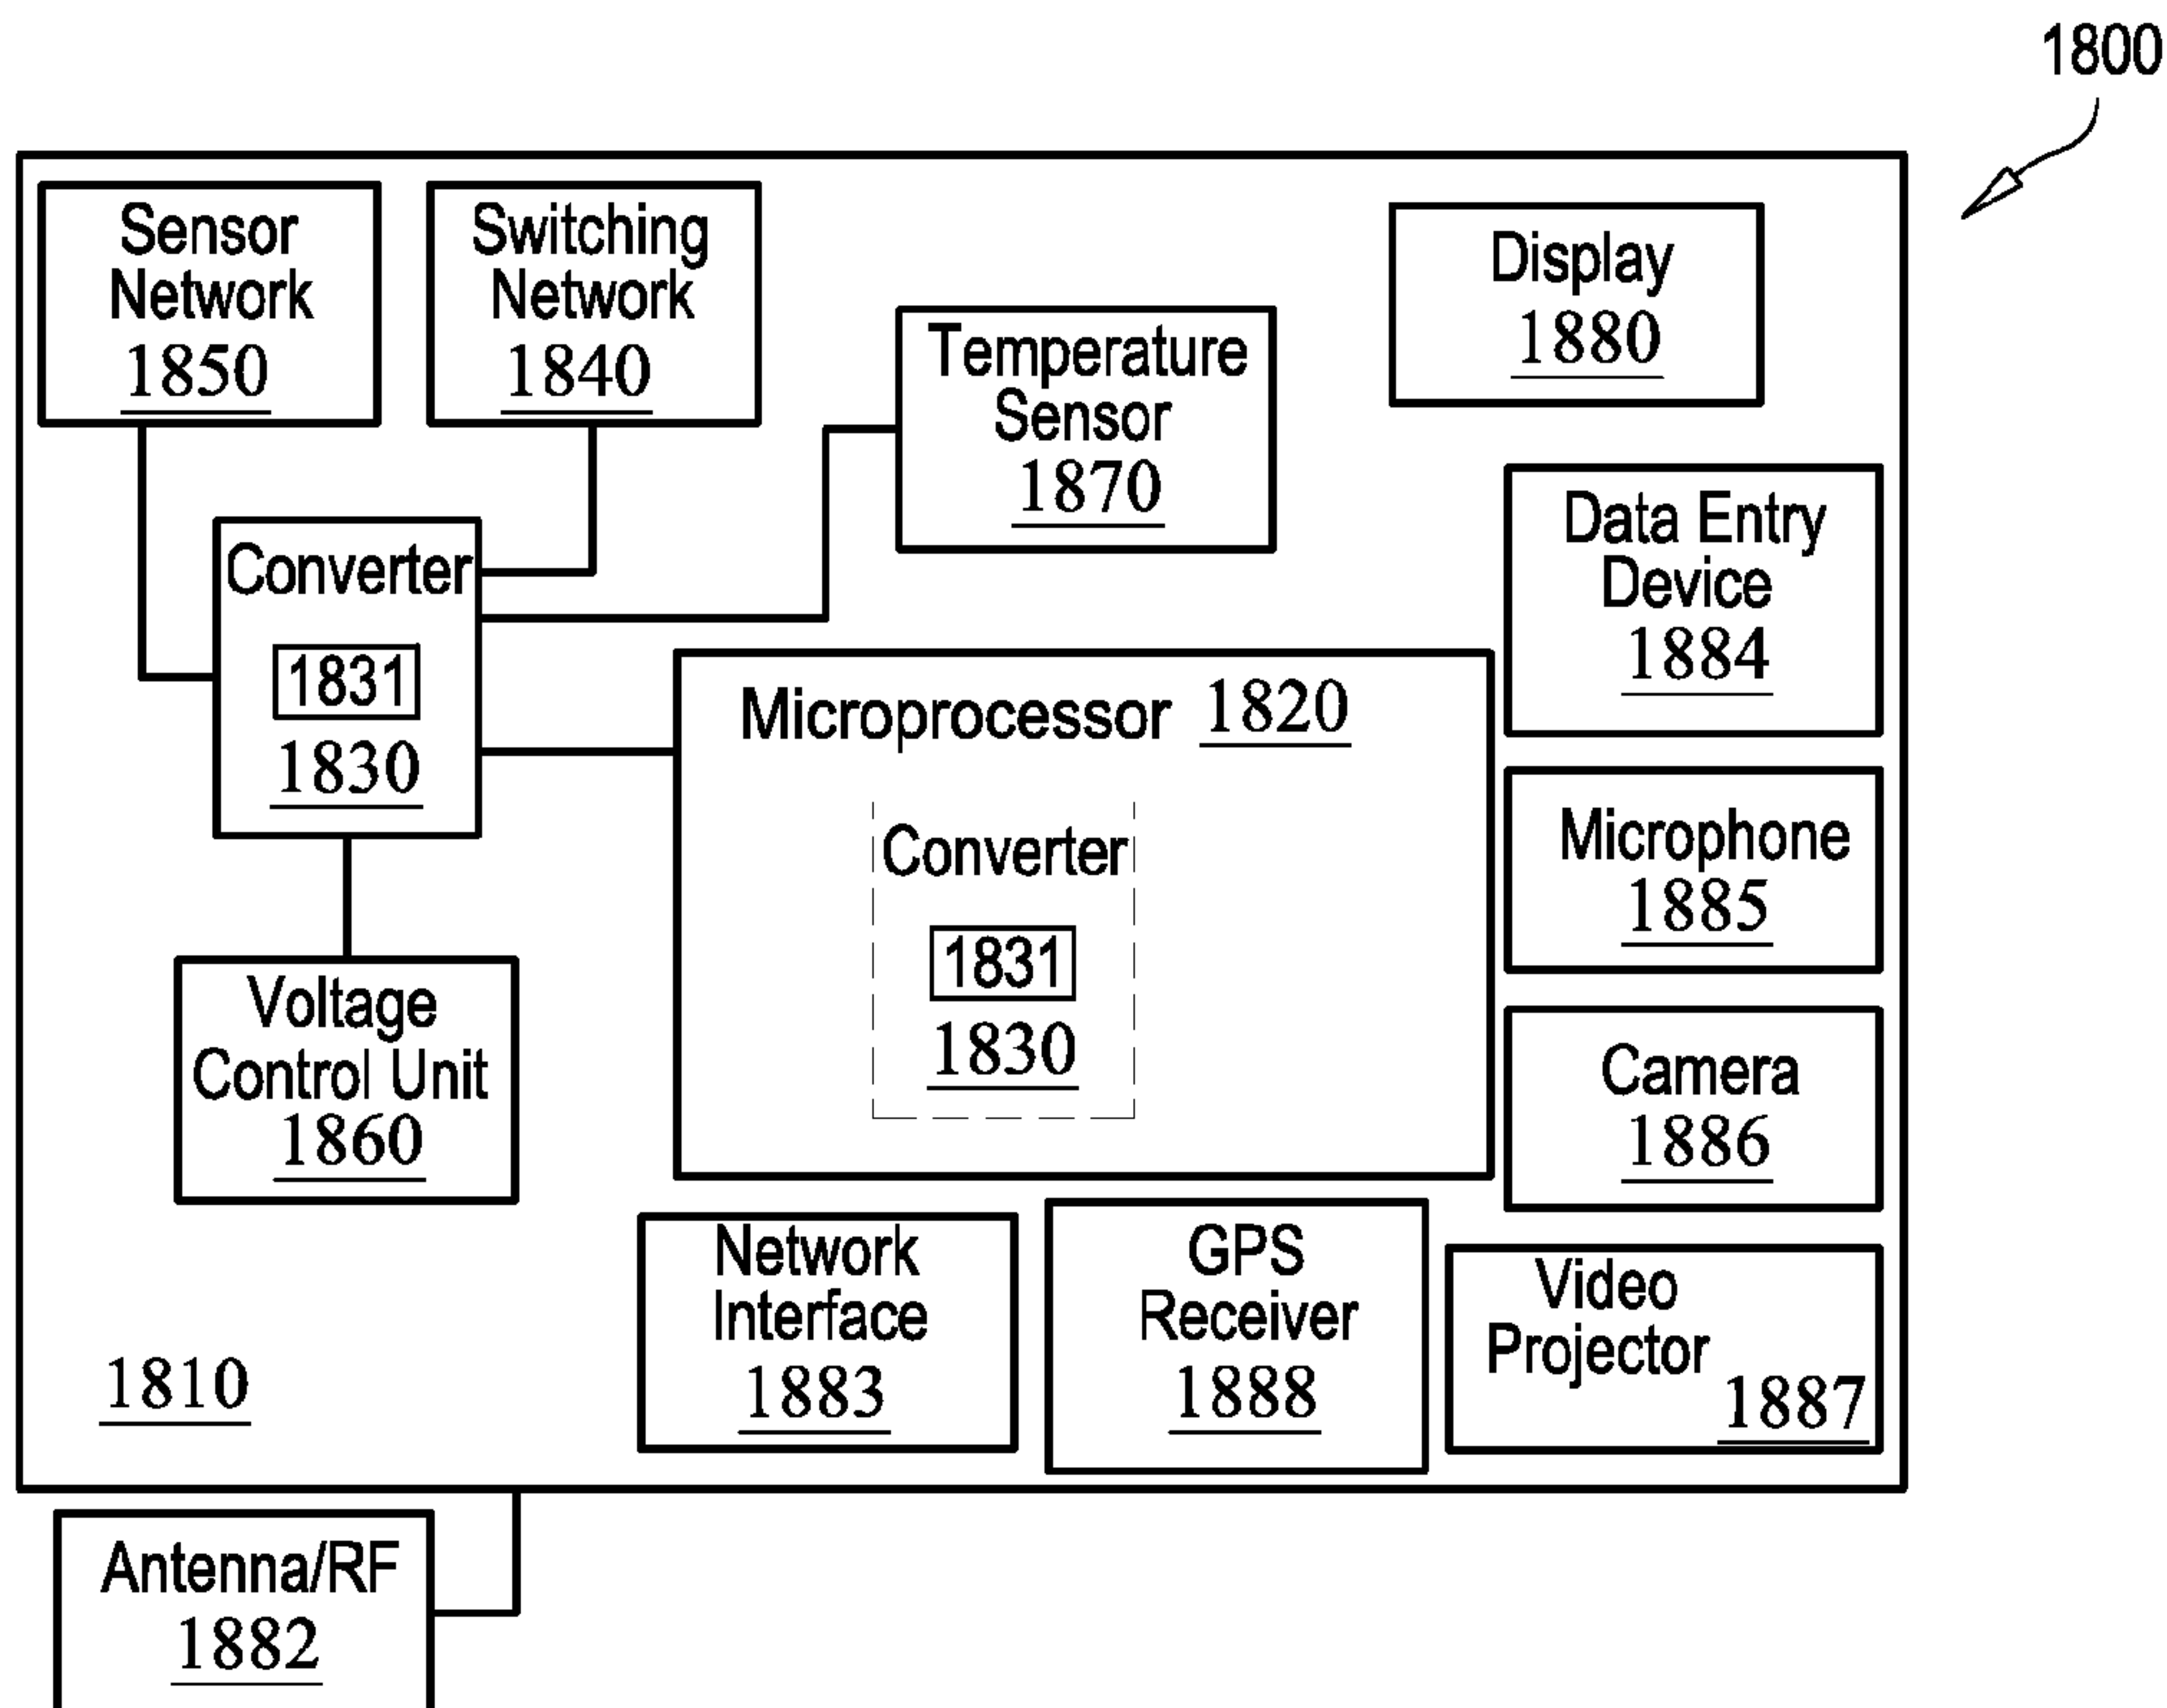 1800
Sensor
Network
1850
Switching
Network
1840
Temperature
Sensor
1870
Display
1880
Converter
1831
1830
Data Entry
Device
1884
Microprocessor 1820
Converter
1831
1830
Microphone
1885
Voltage
Control Unit
1860
Camera
1886
Network
Interface
1883
GPS
Receiver
1888
Video
Projector
1887
1810
Antenna/RF
1882